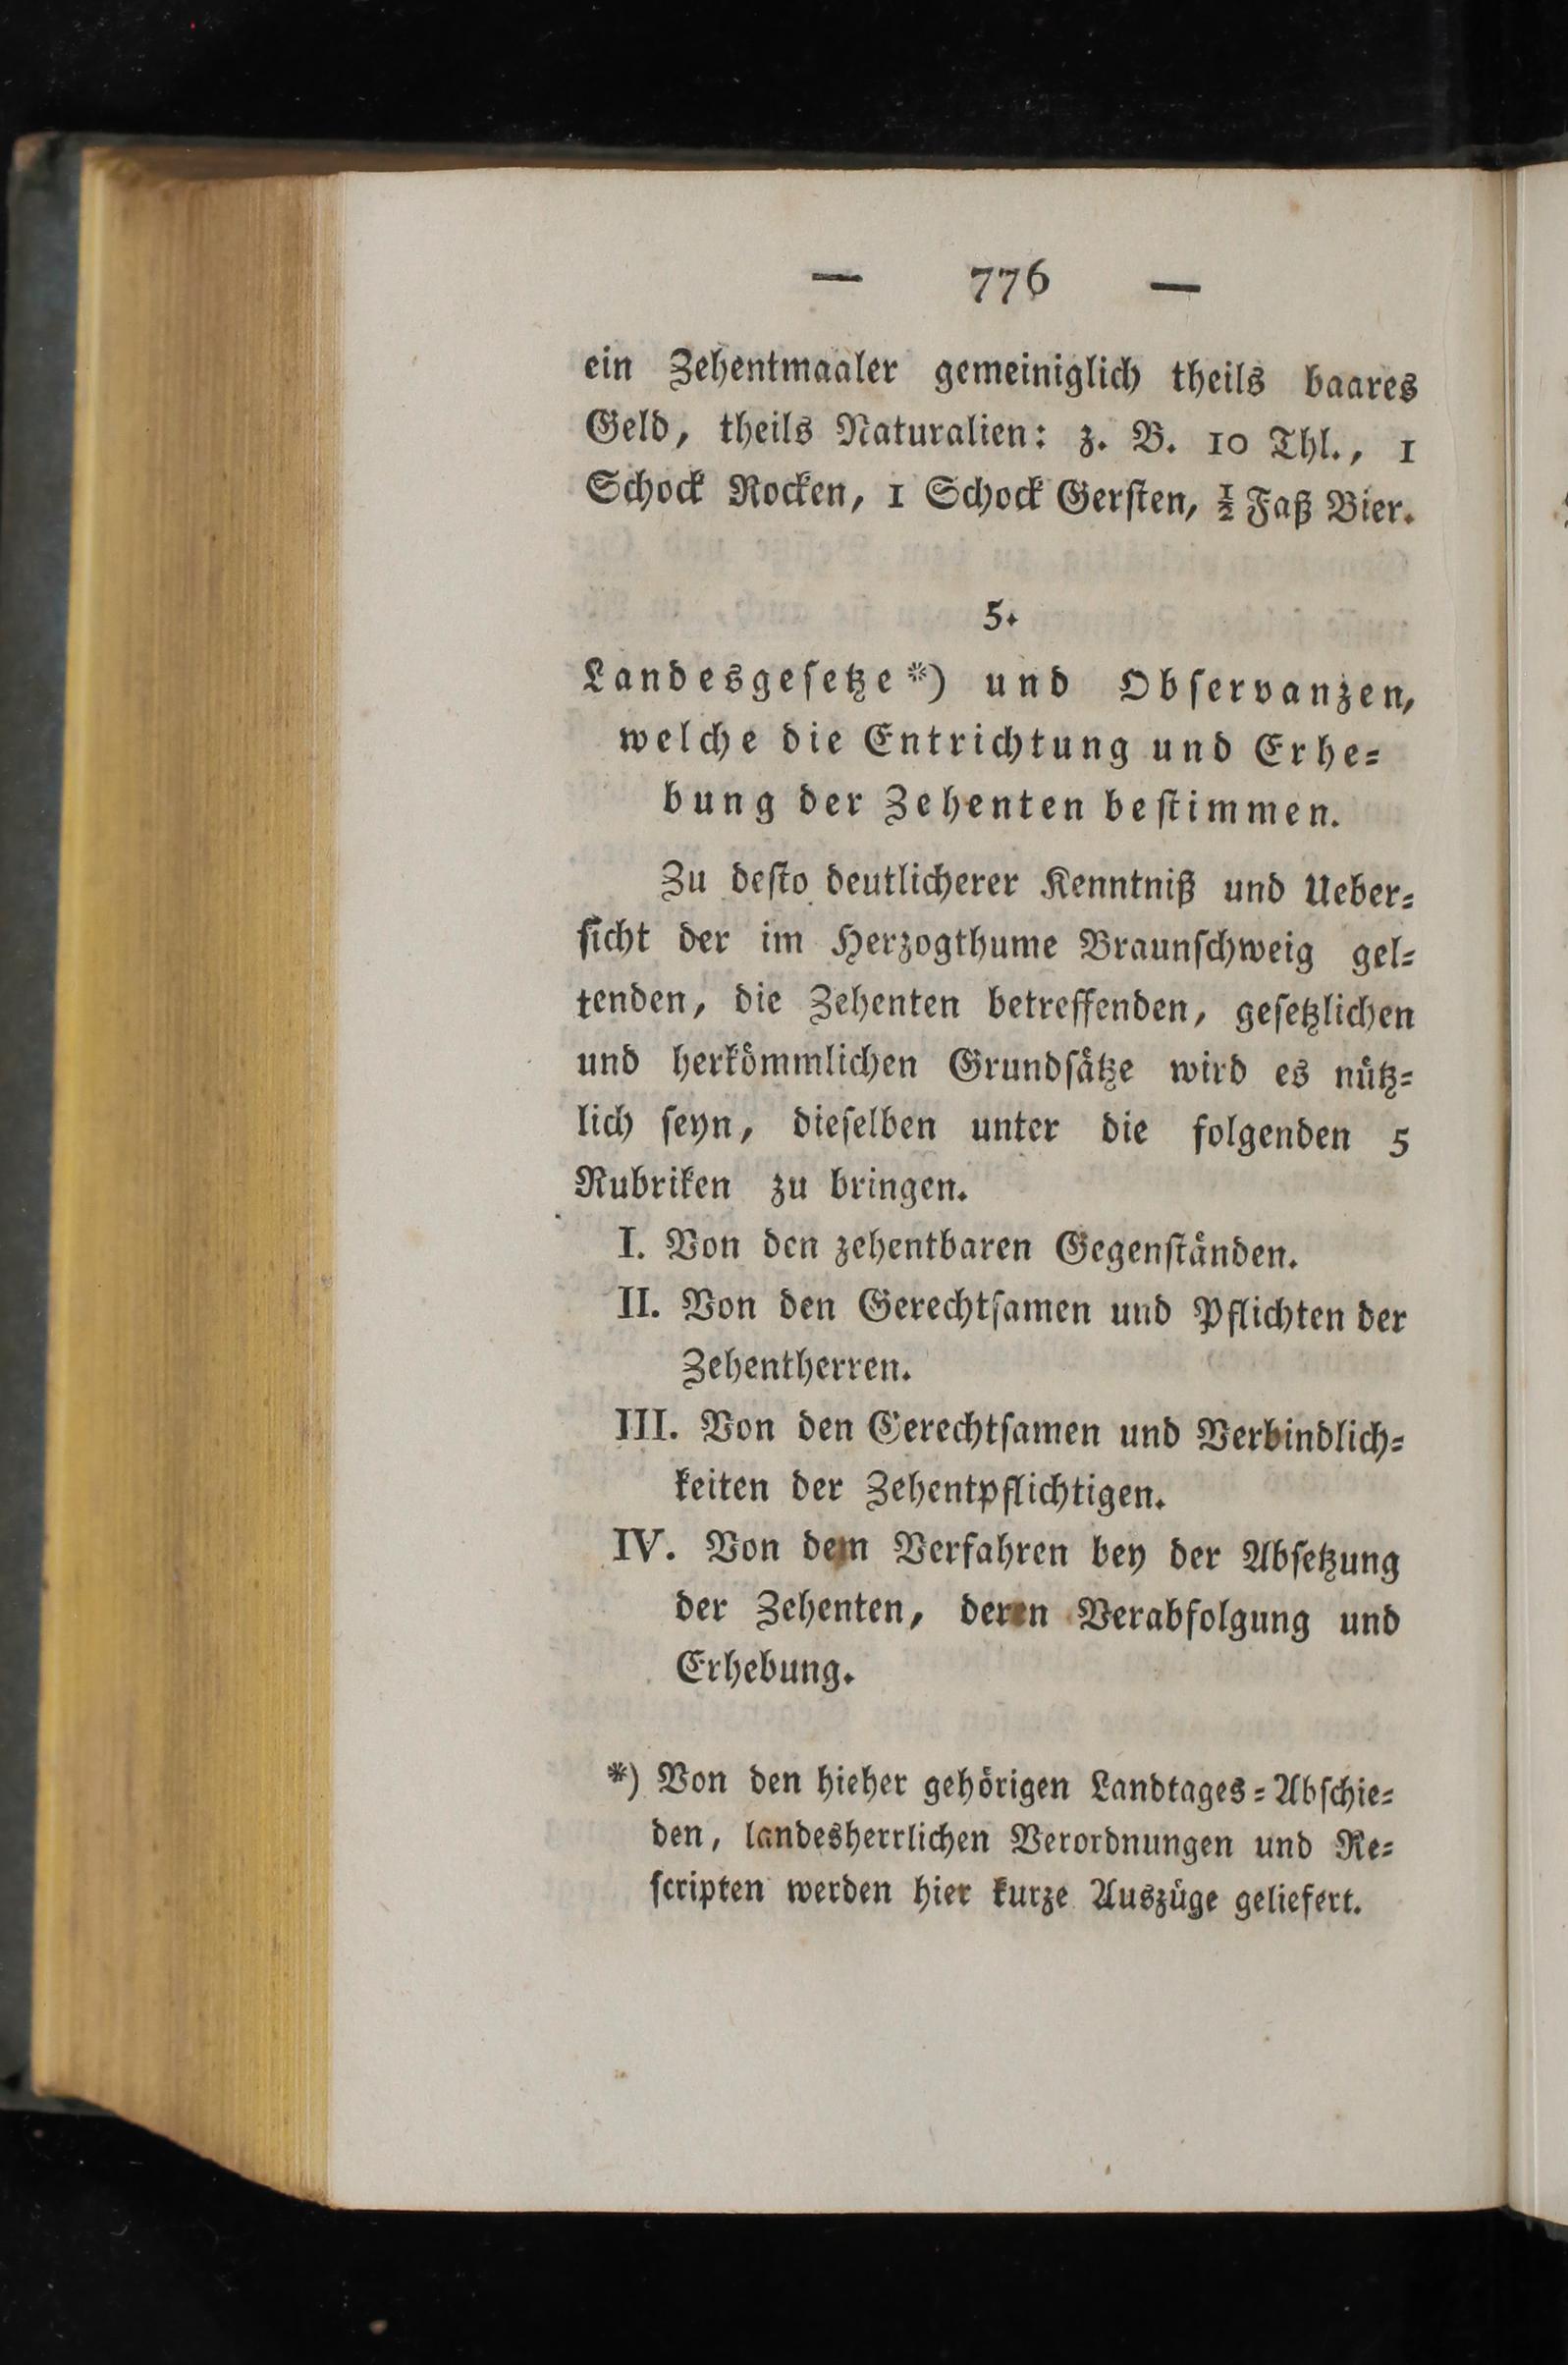 — 776 —
ein Zehentmaaler gemeiniglich theils baares
Geld, theils Naturalien: z. B. 10 Thl., 1
Schock Rocken, 1 Schock Gersten, ½ Faß Bier.
5.
Landesgesetze*) und Observanzen,
welche die Entrichtung und Erhe=
bung der Zehenten bestimmen.
Zu desto deutlicherer Kenntniß und Ueber=
sicht der im Herzogthume Braunschweig gel=
tenden, die Zehenten betreffenden, gesetzlichen
und herkömmlichen Grundsätze wird es nütz=
lich seyn, dieselben unter die folgenden 5
Rubriken zu bringen.
I. Von den zehentbaren Gegenständen.
II. Von den Gerechtsamen und Pflichten der
Zehentherren.
III. Von den Gerechtsamen und Verbindlich=
keiten der Zehentpflichtigen.
IV. Von dem Verfahren bey der Absetzung
der Zehenten, deren Verabfolgung und
Erhebung.
*) Von den hieher gehörigen Landtages=Abschie=
den, landesherrlichen Verordnungen und Re=
scripten werden hier kurze Auszüge geliefert.